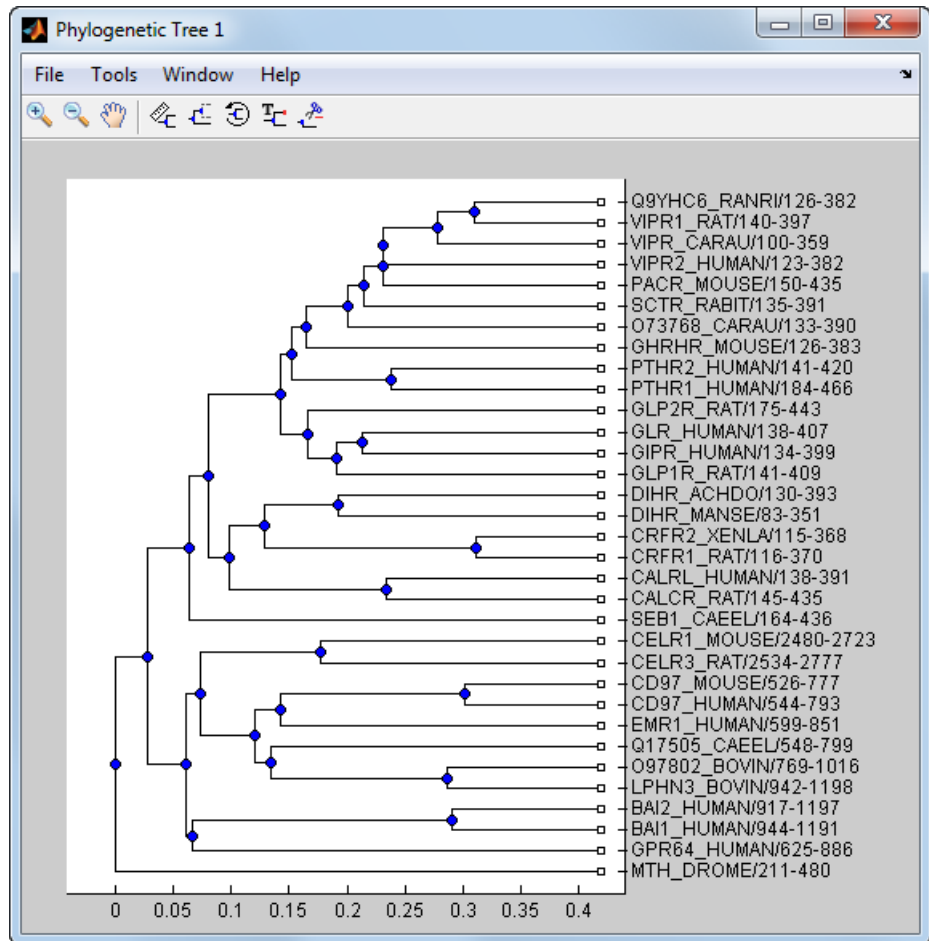 Phylogenetic Tree 1
File Tools Window Help
Q9YHC6_RANRI/126-382
VIPR1_RAT/140-397
VIPR_CARAU/100-359
VIPR2_HUMAN/123-382
PACR_MOUSE/150-435
SCTR_RABIT/135-391
O73768_CARAU/133-390
GHRHR_MOUSE/126-383
PTHR2_HUMAN/141-420
PTHR1_HUMAN/184-466
GLP2R_RAT/175-443
GLR_HUMAN/138-407
GIPR_HUMAN/134-399
GLP1R_RAT/141-409
DIHR_ACHDO/130-393
DIHR_MANSE/83-351
CRFR2_XENLA/115-368
CRFR1_RAT/116-370
CALRL_HUMAN/138-391
CALCR_RAT/145-435
SEB1_CAEEL/164-436
CELR1_MOUSE/2480-2723
CELR3_RAT/2534-2777
CD97_MOUSE/526-777
CD97_HUMAN/544-793
EMR1_HUMAN/599-851
Q17505_CAEEL/548-799
O97802_BOVIN/769-1016
LPHN3_BOVIN/942-1198
BAI2_HUMAN/917-1197
BAI1_HUMAN/944-1191
GPR64_HUMAN/625-886
MTH_DROME/211-480
0 0.05 0.1 0.15 0.2 0.25 0.3 0.35 0.4